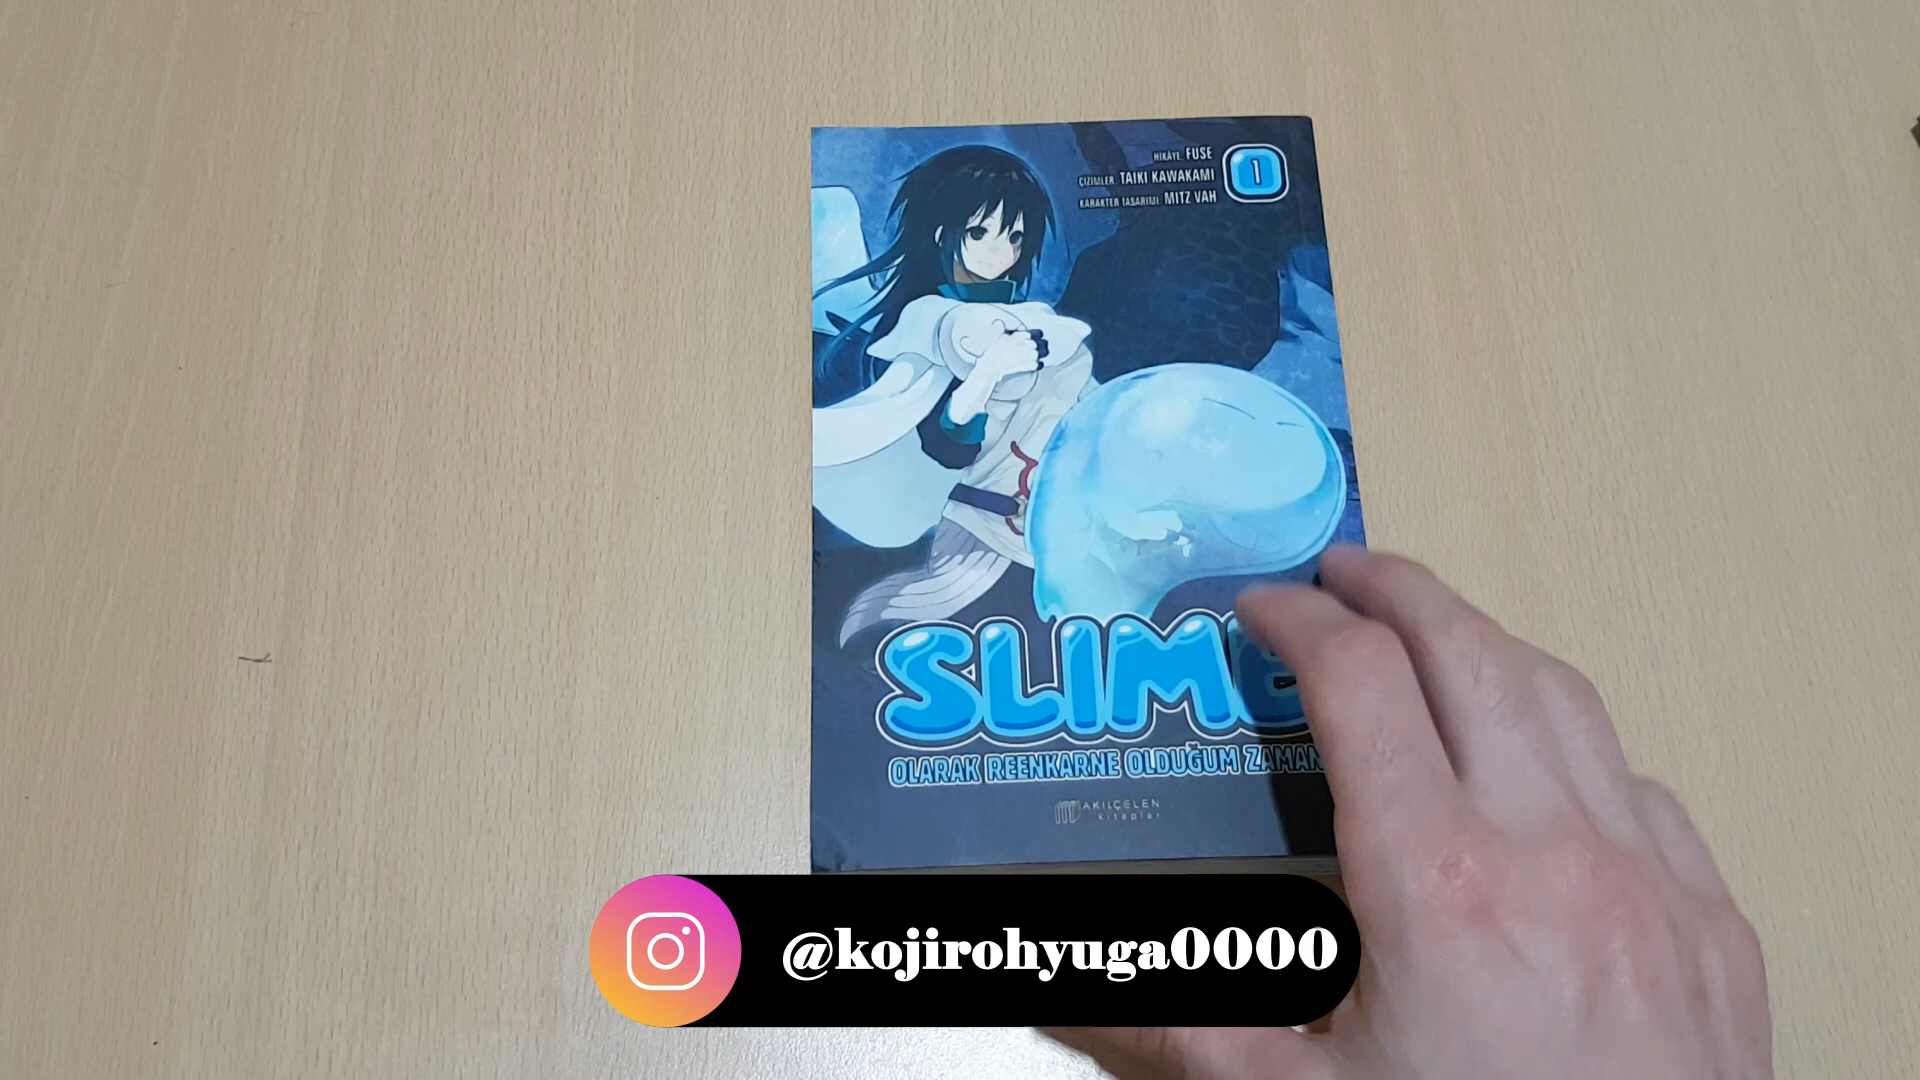 HİKÂYE: FUSE
ÇİZİMLER: TAIKI KAWAKAMI
KARAKTER TASARIMI: MITZ VAH
1
SLIME
OLARAK REENKARNE OLDUĞUM ZAMAN
AKILÇELEN
kitaplar
@kojirohyuga0000